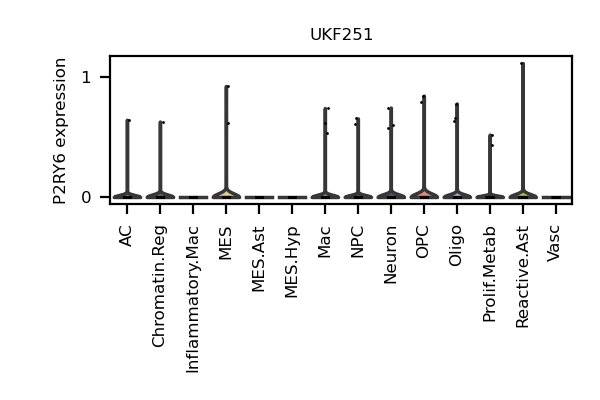 UKF251
P2RY6 expression
1
0
AC
Chromatin.Reg
Inflammatory.Mac
MES
MES.Ast
MES.Hyp
Mac
NPC
Neuron
OPC
Oligo
Prolif.Metab
Reactive.Ast
Vasc